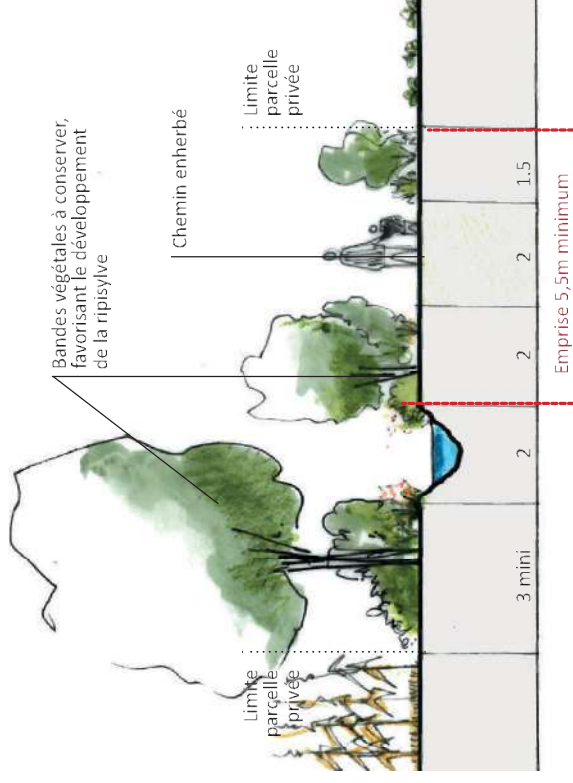 Bandes végétales à conserver,
favorisant le développement
de la ripisylve
Chemin enherbé
Limite
parcelle
privée
Limite
parcelle
privée
3 mini
2
2
2
1.5
Emprise 5,5m minimum